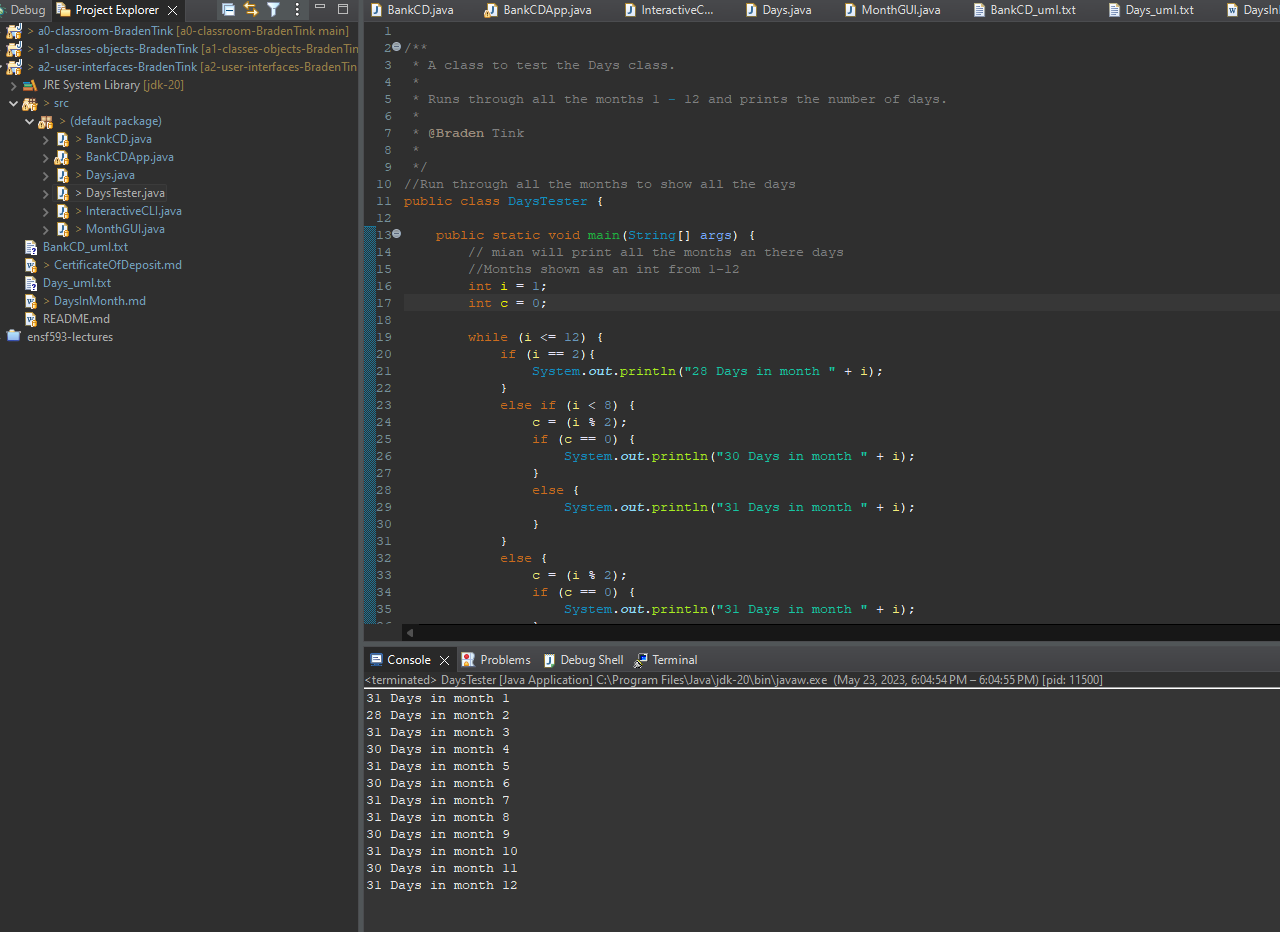 Debug Project Explorer
> a0-classroom-BradenTink [a0-classroom-BradenTink main]
> a1-classes-objects-BradenTink [a1-classes-objects-BradenTin
> a2-user-interfaces-BradenTink [a2-user-interfaces-BradenTin
JRE System Library [jdk-20]
> src
> (default package)
> BankCD.java
> BankCDApp.java
> Days.java
> DaysTester.java
> InteractiveCLI.java
> MonthGUI.java
BankCD_uml.txt
> CertificateOfDeposit.md
Days_uml.txt
> DaysInMonth.md
README.md
ensf593-lectures
BankCD.java BankCDApp.java InteractiveC... Days.java MonthGUI.java BankCD_uml.txt Days_uml.txt DaysIn
1
2 /**
3 * A class to test the Days class.
4 *
5 * Runs through all the months 1 - 12 and prints the number of days.
6 *
7 * @Braden Tink
8 *
9 */
10 //Run through all the months to show all the days
11 public class DaysTester {
12
13 public static void main(String[] args) {
14 // mian will print all the months an there days
15 //Months shown as an int from 1-12
16 int i = 1;
17 int c = 0;
18
19 while (i <= 12) {
20 if (i == 2){
21 System.out.println("28 Days in month " + i);
22 }
23 else if (i < 8) {
24 c = (i % 2);
25 if (c == 0) {
26 System.out.println("30 Days in month " + i);
27 }
28 else {
29 System.out.println("31 Days in month " + i);
30 }
31 }
32 else {
33 c = (i % 2);
34 if (c == 0) {
35 System.out.println("31 Days in month " + i);
Console Problems Debug Shell Terminal
<terminated> DaysTester [Java Application] C:\Program Files\Java\jdk-20\bin\javaw.exe (May 23, 2023, 6:04:54 PM – 6:04:55 PM) [pid: 11500]
31 Days in month 1
28 Days in month 2
31 Days in month 3
30 Days in month 4
31 Days in month 5
30 Days in month 6
31 Days in month 7
31 Days in month 8
30 Days in month 9
31 Days in month 10
30 Days in month 11
31 Days in month 12